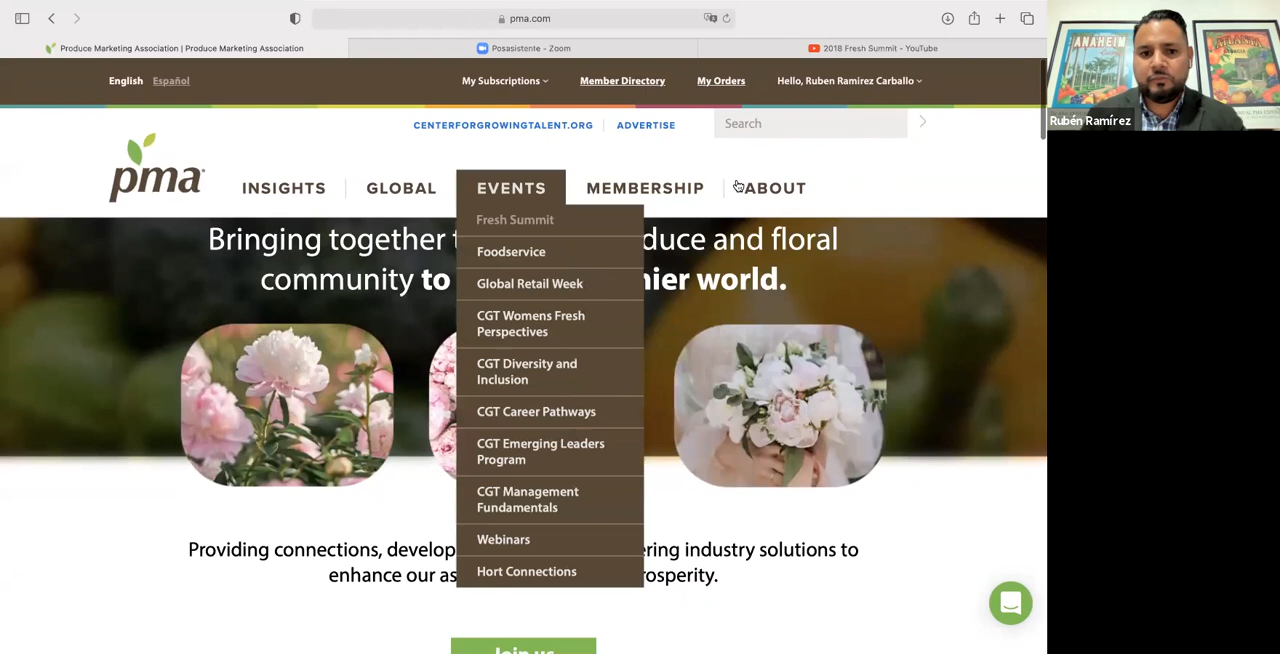 pma.com
Produce Marketing Association | Produce Marketing Association
Posasistente - Zoom
2018 Fresh Summit - YouTube
English Español
My Subscriptions
Member Directory
My Orders
Hello, Ruben Ramirez Carballo
CENTERFORGROWINGTALENT.ORG
ADVERTISE
Search
pma
INSIGHTS
GLOBAL
EVENTS
MEMBERSHIP
ABOUT
Fresh Summit
Foodservice
Global Retail Week
CGT Womens Fresh
Perspectives
CGT Diversity and
Inclusion
CGT Career Pathways
CGT Emerging Leaders
Program
CGT Management
Fundamentals
Webinars
Hort Connections
Bringing together t duce and floral
community to hier world.
Providing connections, develop ering industry solutions to
enhance our as rosperity.
Join us
ANAHEIM
ATLANTA
Rubén Ramírez